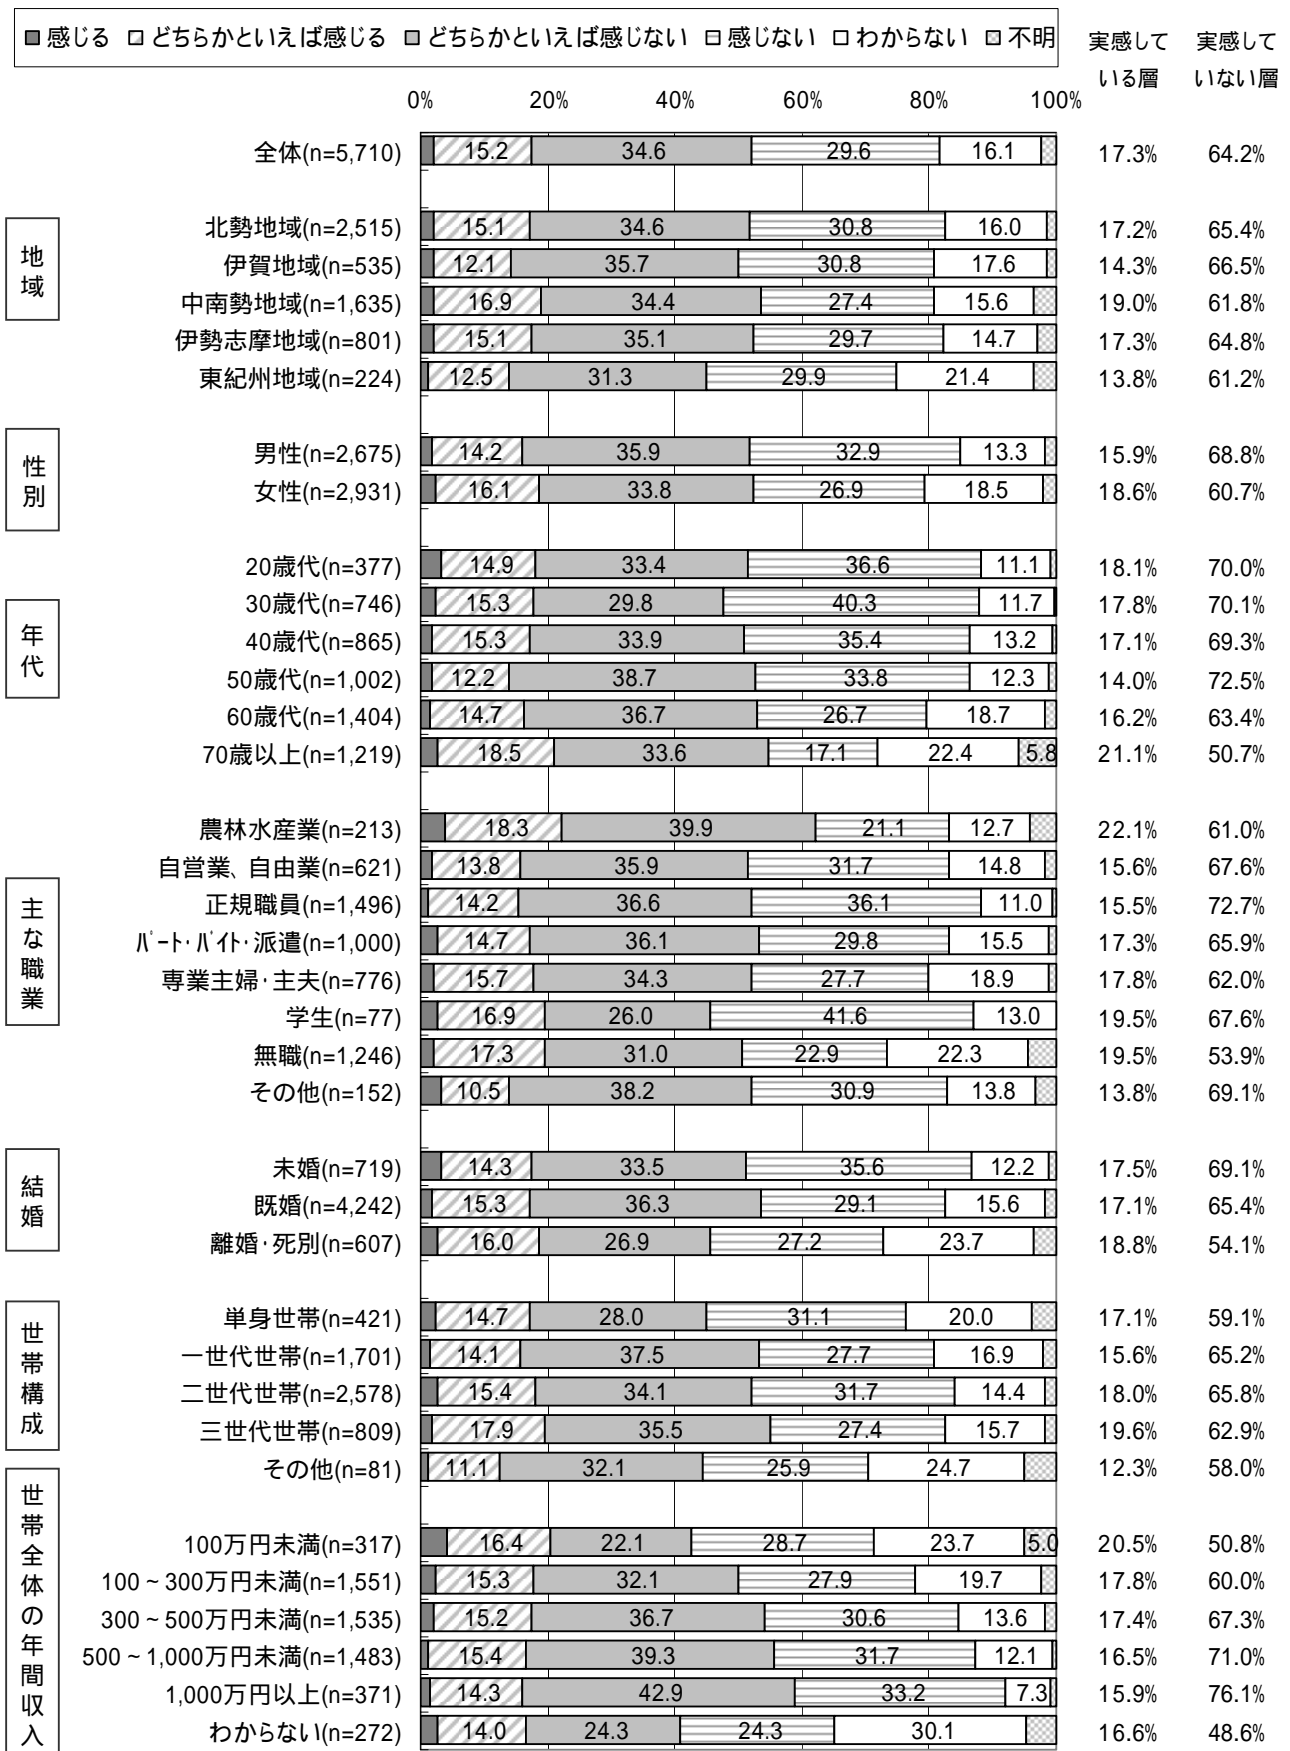 感じる どちらかといえば感じる どちらかといえば感じない 感じない わからない 不明 実感している層 実感していない層
0% 20% 40% 60% 80% 100%
全体(n=5,710) 15.2 34.6 29.6 16.1 17.3% 64.2%
地域
北勢地域(n=2,515) 15.1 34.6 30.8 16.0 17.2% 65.4%
伊賀地域(n=535) 12.1 35.7 30.8 17.6 14.3% 66.5%
中南勢地域(n=1,635) 16.9 34.4 27.4 15.6 19.0% 61.8%
伊勢志摩地域(n=801) 15.1 35.1 29.7 14.7 17.3% 64.8%
東紀州地域(n=224) 12.5 31.3 29.9 21.4 13.8% 61.2%
性別
男性(n=2,675) 14.2 35.9 32.9 13.3 15.9% 68.8%
女性(n=2,931) 16.1 33.8 26.9 18.5 18.6% 60.7%
年代
20歳代(n=377) 14.9 33.4 36.6 11.1 18.1% 70.0%
30歳代(n=746) 15.3 29.8 40.3 11.7 17.8% 70.1%
40歳代(n=865) 15.3 33.9 35.4 13.2 17.1% 69.3%
50歳代(n=1,002) 12.2 38.7 33.8 12.3 14.0% 72.5%
60歳代(n=1,404) 14.7 36.7 26.7 18.7 16.2% 63.4%
70歳以上(n=1,219) 18.5 33.6 17.1 22.4 5.8 21.1% 50.7%
主な職業
農林水産業(n=213) 18.3 39.9 21.1 12.7 22.1% 61.0%
自営業、自由業(n=621) 13.8 35.9 31.7 14.8 15.6% 67.6%
正規職員(n=1,496) 14.2 36.6 36.1 11.0 15.5% 72.7%
ﾊﾟｰﾄ･ﾊﾞｲﾄ･派遣(n=1,000) 14.7 36.1 29.8 15.5 17.3% 65.9%
専業主婦･主夫(n=776) 15.7 34.3 27.7 18.9 17.8% 62.0%
学生(n=77) 16.9 26.0 41.6 13.0 19.5% 67.6%
無職(n=1,246) 17.3 31.0 22.9 22.3 19.5% 53.9%
その他(n=152) 10.5 38.2 30.9 13.8 13.8% 69.1%
結婚
未婚(n=719) 14.3 33.5 35.6 12.2 17.5% 69.1%
既婚(n=4,242) 15.3 36.3 29.1 15.6 17.1% 65.4%
離婚･死別(n=607) 16.0 26.9 27.2 23.7 18.8% 54.1%
世帯構成
単身世帯(n=421) 14.7 28.0 31.1 20.0 17.1% 59.1%
一世代世帯(n=1,701) 14.1 37.5 27.7 16.9 15.6% 65.2%
二世代世帯(n=2,578) 15.4 34.1 31.7 14.4 18.0% 65.8%
三世代世帯(n=809) 17.9 35.5 27.4 15.7 19.6% 62.9%
その他(n=81) 11.1 32.1 25.9 24.7 12.3% 58.0%
世帯全体の年間収入
100万円未満(n=317) 16.4 22.1 28.7 23.7 5.0 20.5% 50.8%
100～300万円未満(n=1,551) 15.3 32.1 27.9 19.7 17.8% 60.0%
300～500万円未満(n=1,535) 15.2 36.7 30.6 13.6 17.4% 67.3%
500～1,000万円未満(n=1,483) 15.4 39.3 31.7 12.1 16.5% 71.0%
1,000万円以上(n=371) 14.3 42.9 33.2 7.3 15.9% 76.1%
わからない(n=272) 14.0 24.3 24.3 30.1 16.6% 48.6%